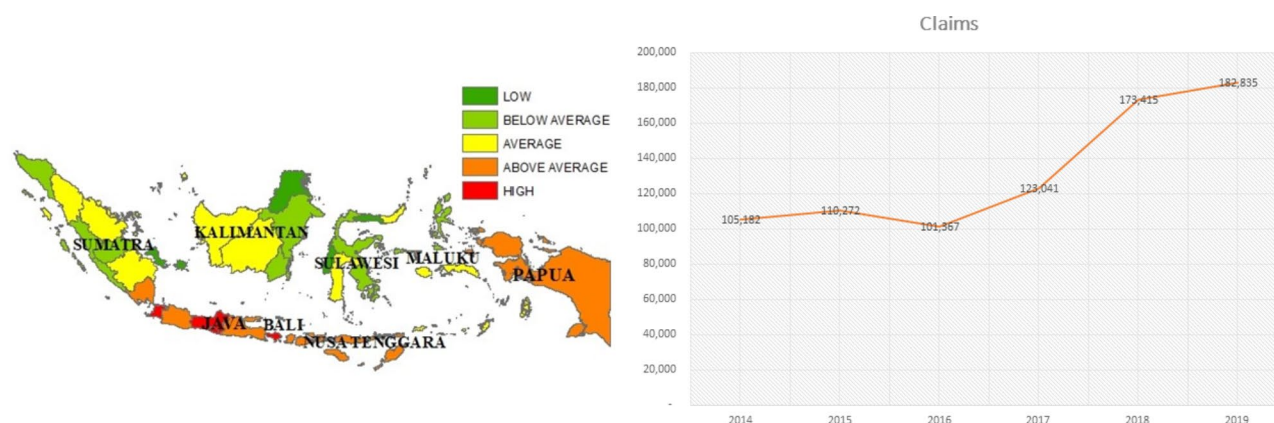 LOW
BELOW AVERAGE
AVERAGE
ABOVE AVERAGE
HIGH
SUMATRA
KALIMANTAN
SULAWESI
MALUKU
PAPUA
JAVA
BALI
NUSA TENGGARA
Claims
200,000
180,000
160,000
140,000
120,000
100,000
80,000
60,000
40,000
20,000
-
105,182
110,272
101,367
123,041
173,415
182,835
2014
2015
2016
2017
2018
2019